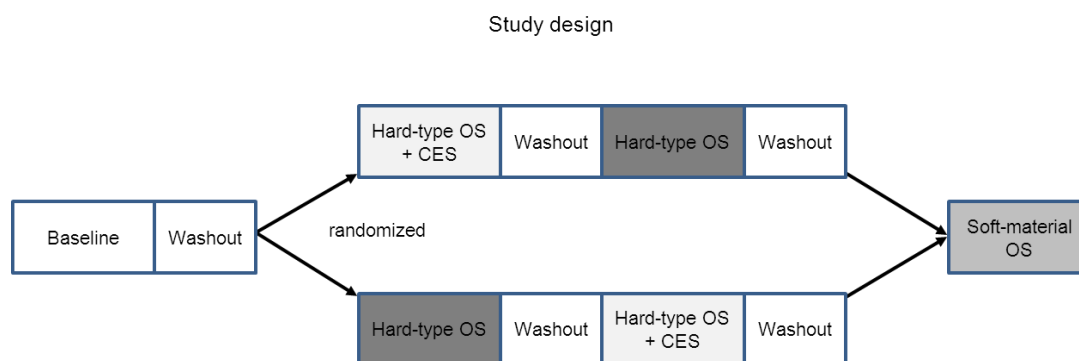 Study design
Hard-type OS
+ CES
Washout
Hard-type OS
Washout
Baseline
Washout
randomized
Soft-material
OS
Hard-type OS
Washout
Hard-type OS
+ CES
Washout